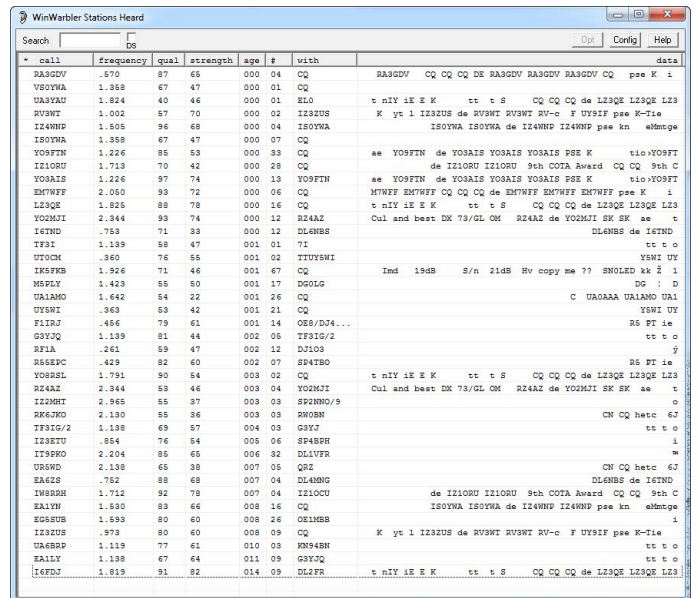 WinWarbler Stations Heard
Search DS Opt Config Help
* call frequency qual strength age # with data
RA3GDV .570 87 65 000 04 CQ RA3GDV CQ CQ CQ DE RA3GDV RA3GDV RA3GDV CQ pse K i
VS0YWA 1.358 67 47 000 01 CQ
UA3YAU 1.824 40 46 000 01 EL0 t nIY iE E K tt t S CQ CQ CQ de LZ3QE LZ3QE LZ3
RV3WT 1.002 57 70 000 02 IZ3ZUS K yt l IZ3ZUS de RV3WT RV3WT RV-c F UY9IF pse K-Tie
IZ4WNP 1.505 96 68 000 04 IS0YWA IS0YWA IS0YWA de IZ4WNP IZ4WNP pse kn eMmtge
IS0YWA 1.358 67 47 000 07 CQ
YO9FTN 1.226 85 53 000 33 CQ ae YO9FTN de YO3AIS YO3AIS YO3AIS PSE K tio>YO9FT
IZ1ORU 1.713 70 42 000 28 CQ de IZ1ORU IZ1ORU 9th COTA Award CQ CQ 9th C
YO3AIS 1.226 97 74 000 13 YO9FTN ae YO9FTN de YO3AIS YO3AIS YO3AIS PSE K tio>YO9FT
EM7WFF 2.050 93 72 000 06 CQ M7WFF EM7WFF CQ CQ CQ de EM7WFF EM7WFF EM7WFF pse K i
LZ3QE 1.825 88 78 000 16 CQ t nIY iE E K tt t S CQ CQ CQ de LZ3QE LZ3QE LZ3
YO2MJI 2.344 93 74 000 12 RZ4AZ Cul and best DX 73/GL OM RZ4AZ de YO2MJI SK SK ae t
I6TND .753 71 33 000 12 DL6NBS DL6NBS de I6TND
TF3I 1.139 58 47 001 01 7I tt t o
UT0CM .360 76 55 001 02 TTUY5WI Y5WI UY
IK5FKB 1.926 71 46 001 67 CQ Imd 19dB S/n 21dB Hv copy me ?? SN0LED kk Ž 1
M5PLY 1.423 55 50 001 17 DG0LG DG ¦ D
UA1AMO 1.642 54 22 001 26 CQ C UA0AAA UA1AMO UA1
UY5WI .363 53 42 001 21 CQ Y5WI UY
F1IRJ .456 79 61 001 14 OE8/DJ4... R5 PT ie
G3YJQ 1.139 81 44 002 05 TF3IG/2 tt t o
RF1A .261 59 47 002 12 DJ1O3 ý
R55EPC .429 82 60 002 07 SP4TBO R5 PT ie
YO8RSL 1.791 90 54 003 02 CQ t nIY iE E K tt t S CQ CQ CQ de LZ3QE LZ3QE LZ3
RZ4AZ 2.344 53 46 003 04 YO2MJI Cul and best DX 73/GL OM RZ4AZ de YO2MJI SK SK ae t
IZ2MHT 2.965 55 37 003 03 SP2NNO/9 o
RK6JKO 2.130 55 36 003 03 RW0BN CN CQ hetc 6J
TF3IG/2 1.138 69 57 004 03 G3YJ tt t o
IZ3ETU .854 76 54 005 06 SP4BPH i
IT9PKO 2.204 85 65 006 32 DL1VFR ™
UR5WD 2.138 65 38 007 05 QRZ CN CQ hetc 6J
EA6ZS .752 88 68 007 04 DL4MNG DL6NBS de I6TND
IW8RRH 1.712 92 78 007 04 IZ1OCU de IZ1ORU IZ1ORU 9th COTA Award CQ CQ 9th C
EA1YN 1.530 83 66 008 16 CQ IS0YWA IS0YWA de IZ4WNP IZ4WNP pse kn eMmtge
EG5SUB 1.593 80 60 008 26 OE1MBB i
IZ3ZUS .973 80 60 008 09 CQ K yt l IZ3ZUS de RV3WT RV3WT RV-c F UY9IF pse K-Tie
UA6BRP 1.119 77 61 010 03 KN94BN tt t o
EA1LY 1.138 67 64 011 09 G3YJQ tt t o
I6FDJ 1.819 91 82 014 09 DL2FR t nIY iE E K tt t S CQ CQ CQ de LZ3QE LZ3QE LZ3